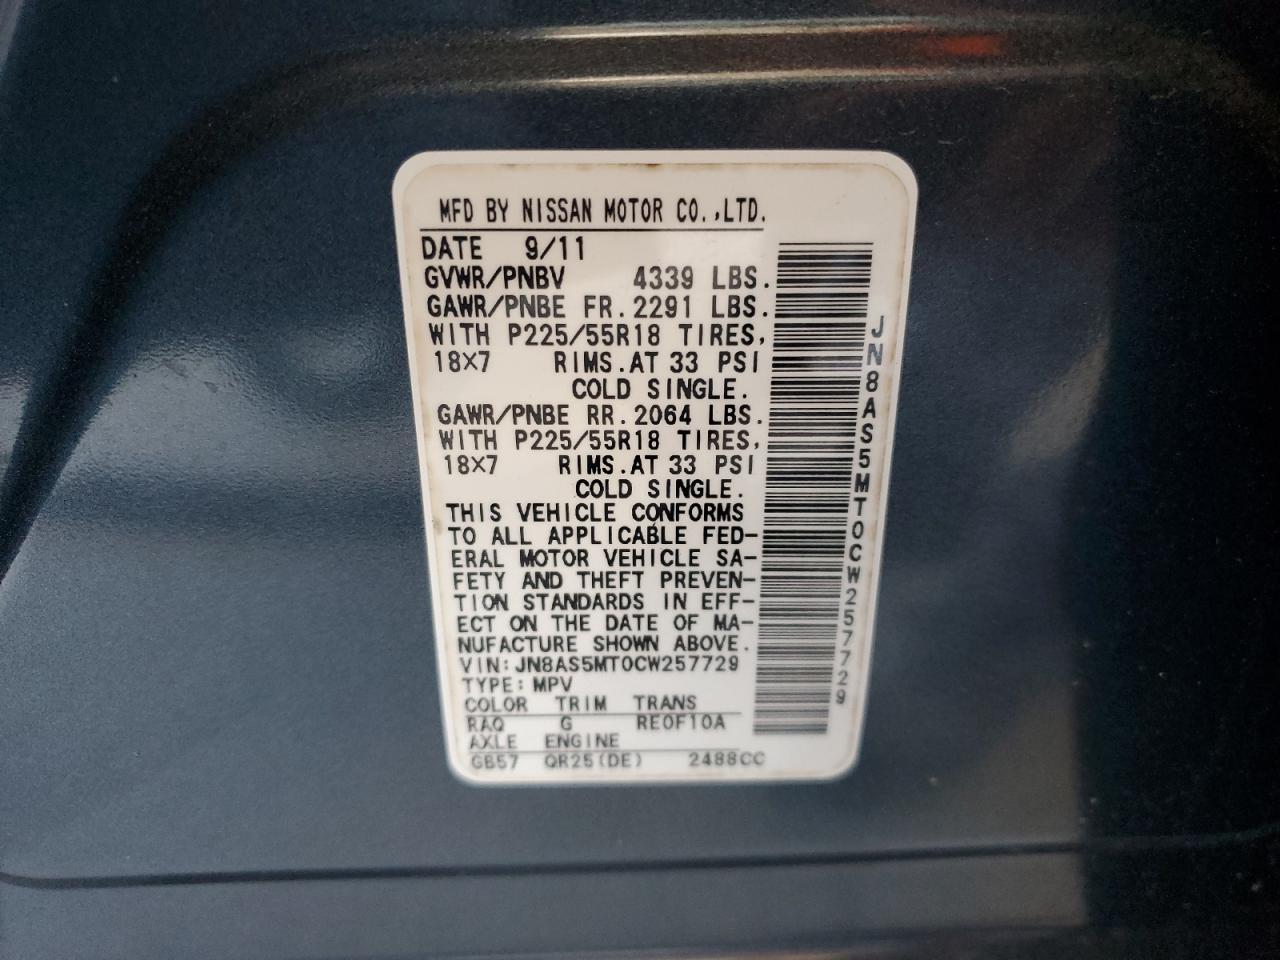 MFD BY NISSAN MOTOR CO.,LTD.
DATE 9/11
GVWR/PNBV 4339 LBS.
GAWR/PNBE FR.2291 LBS.
WITH P225/55R18 TIRES,
18X7 RIMS.AT 33 PSI
COLD SINGLE.
GAWR/PNBE RR.2064 LBS.
WITH P225/55R18 TIRES,
18X7 RIMS.AT 33 PSI
COLD SINGLE.
THIS VEHICLE CONFORMS
TO ALL APPLICABLE FED-
ERAL MOTOR VEHICLE SA-
FETY AND THEFT PREVEN-
TION STANDARDS IN EFF-
ECT ON THE DATE OF MA-
NUFACTURE SHOWN ABOVE.
VIN:JN8AS5MT0CW257729
TYPE:MPV
COLOR TRIM TRANS
RAQ G RE0F10A
AXLE ENGINE
GB57 QR25(DE) 2488CC
JN8AS5MT0CW257729